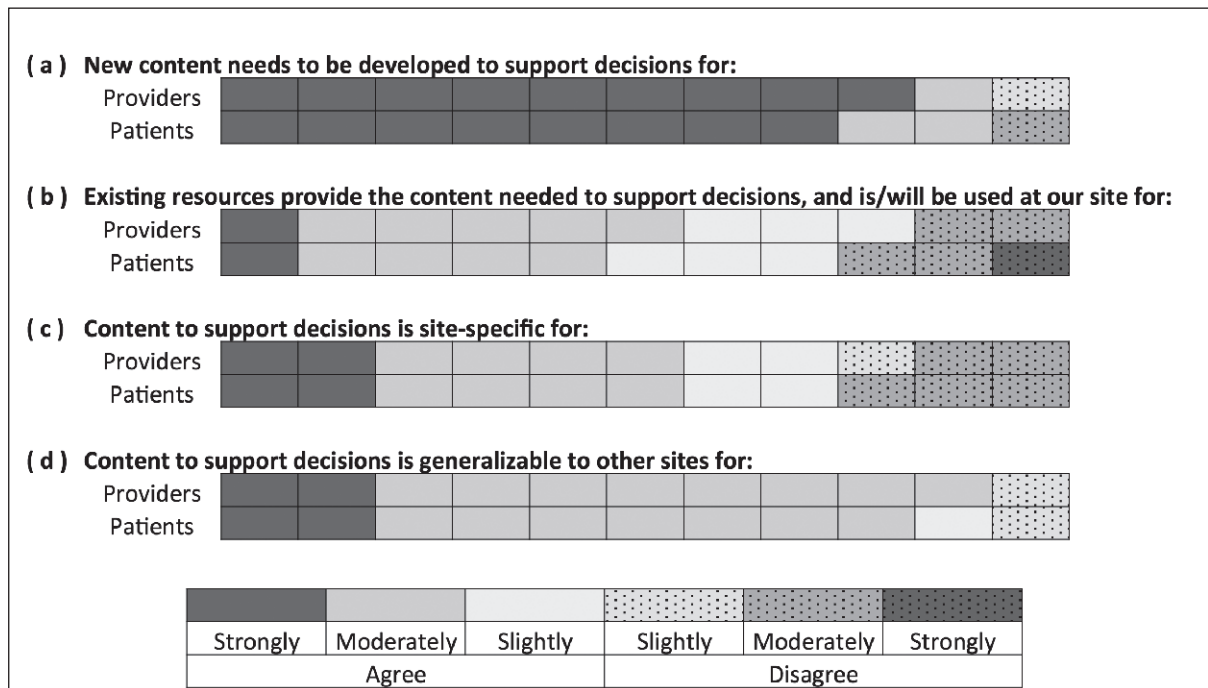 ( a ) New content needs to be developed to support decisions for:
Providers
Patients
( b ) Existing resources provide the content needed to support decisions, and is/will be used at our site for:
Providers
Patients
( c ) Content to support decisions is site-specific for:
Providers
Patients
( d ) Content to support decisions is generalizable to other sites for:
Providers
Patients
Strongly Moderately Slightly Slightly Moderately Strongly
Agree Disagree